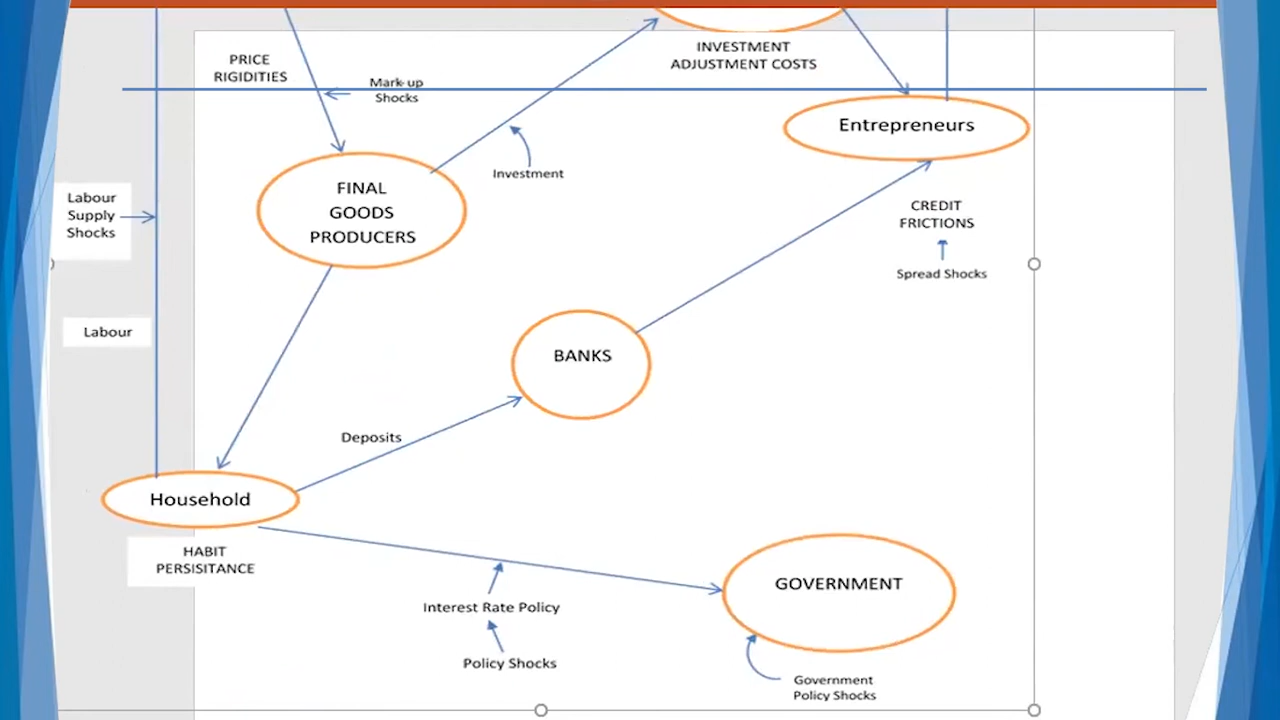 INVESTMENT
ADJUSTMENT COSTS
PRICE
RIGIDITIES
Mark-up
Shocks
Entrepreneurs
Investment
FINAL
GOODS
PRODUCERS
Labour
Supply
Shocks
CREDIT
FRICTIONS
Spread Shocks
Labour
BANKS
Deposits
Household
HABIT
PERSISITANCE
GOVERNMENT
Interest Rate Policy
Policy Shocks
Government
Policy Shocks